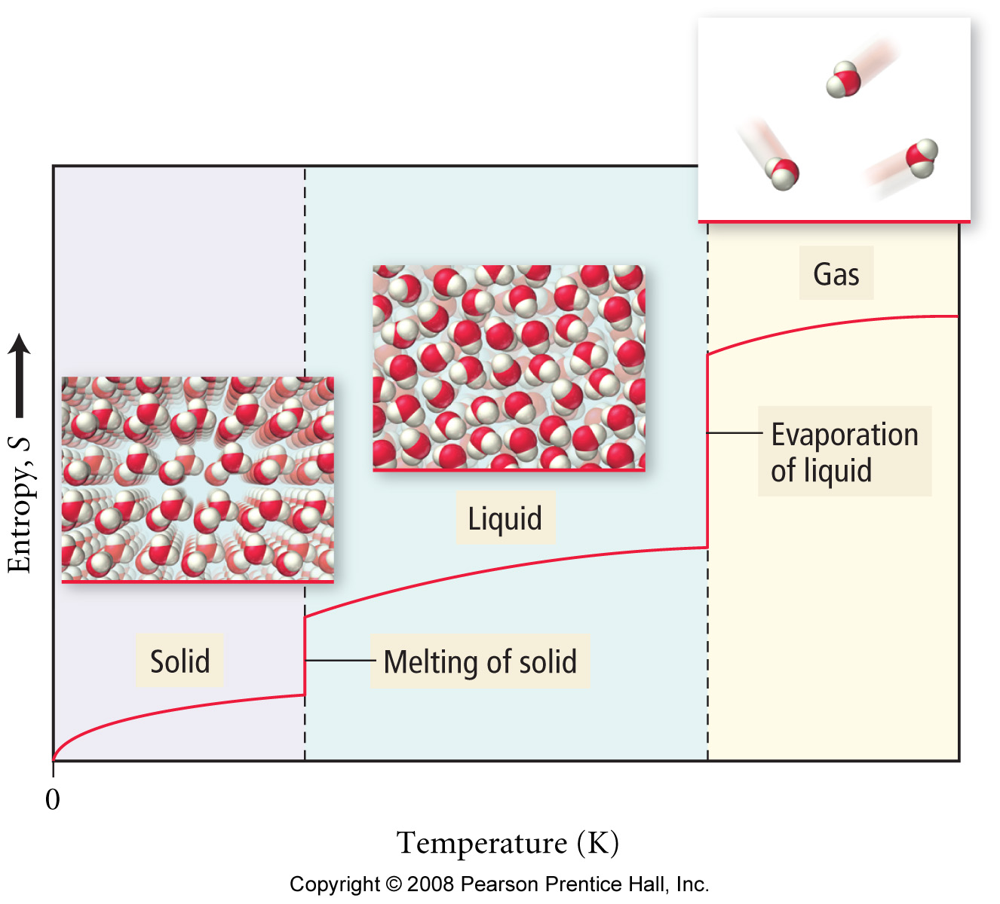 Gas
Evaporation
of liquid
Liquid
Melting of solid
Solid
Entropy, S
0
Temperature (K)
Copyright © 2008 Pearson Prentice Hall, Inc.